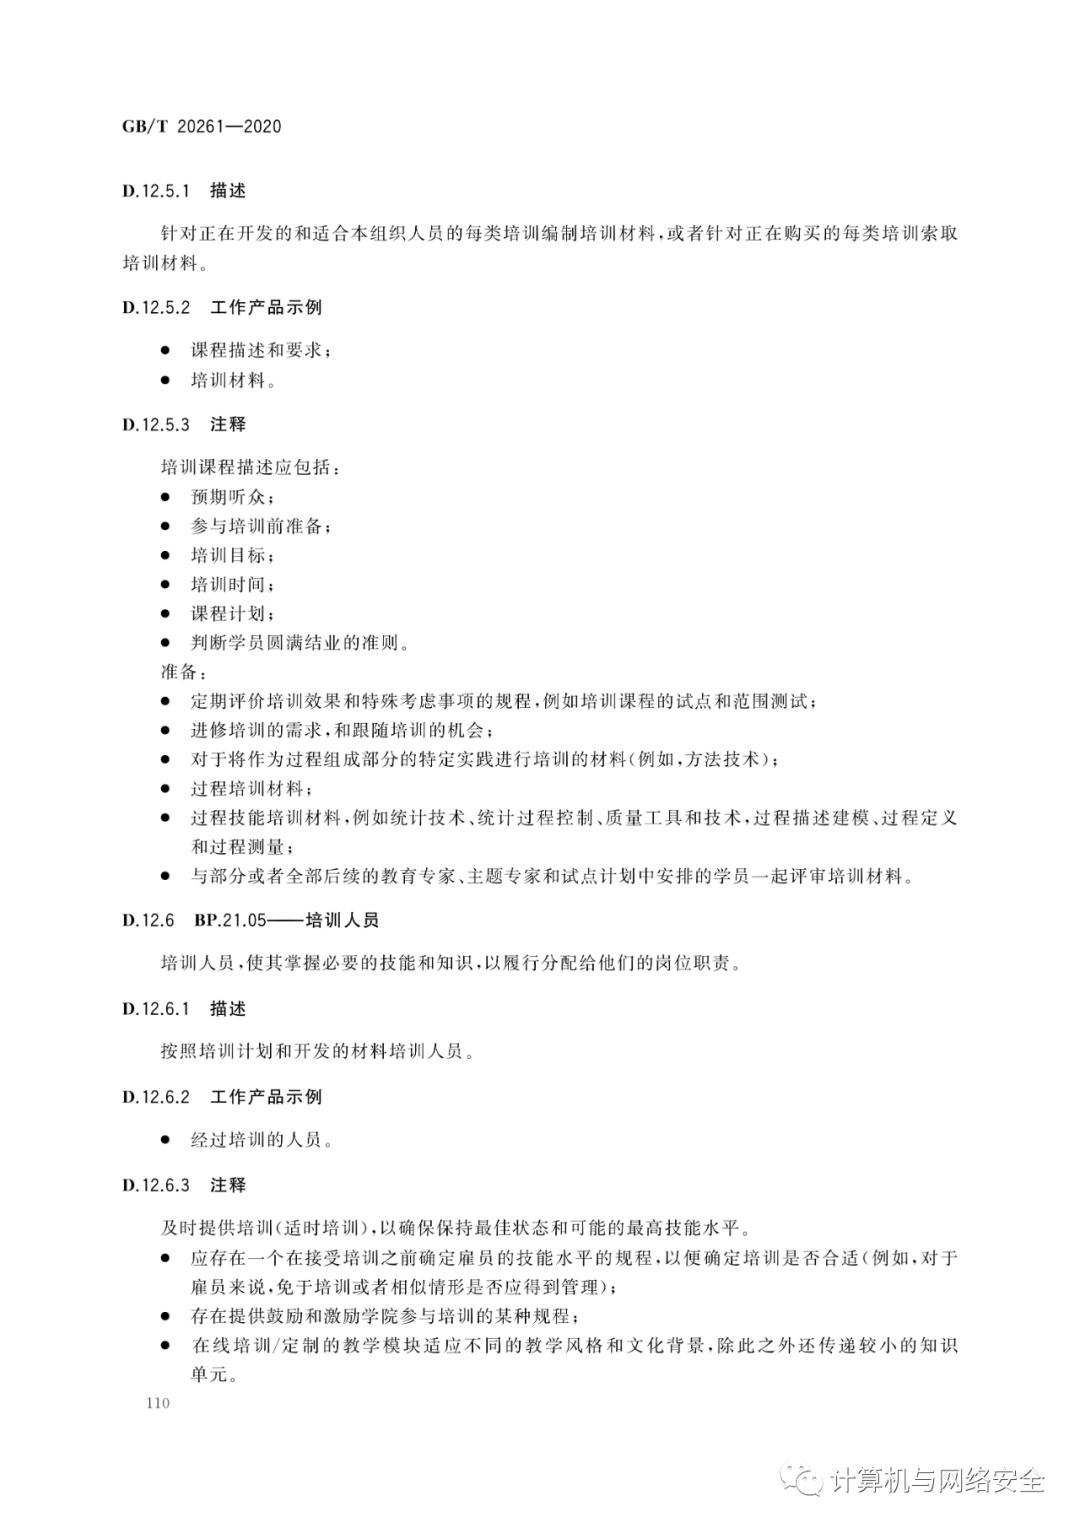 GB/T 20261—2020
D.12.5.1 描述
针对正在开发的和适合本组织人员的每类培训编制培训材料,或者针对正在购买的每类培训索取
培训材料。
D.12.5.2 工作产品示例
● 课程描述和要求;
● 培训材料。
D.12.5.3 注释
培训课程描述应包括:
● 预期听众;
● 参与培训前准备;
● 培训目标;
● 培训时间;
● 课程计划;
● 判断学员圆满结业的准则。
准备:
● 定期评价培训效果和特殊考虑事项的规程,例如培训课程的试点和范围测试;
● 进修培训的需求,和跟随培训的机会;
● 对于将作为过程组成部分的特定实践进行培训的材料(例如,方法技术);
● 过程培训材料;
● 过程技能培训材料,例如统计技术、统计过程控制、质量工具和技术,过程描述建模、过程定义
和过程测量;
● 与部分或者全部后续的教育专家、主题专家和试点计划中安排的学员一起评审培训材料。
D.12.6 BP.21.05——培训人员
培训人员,使其掌握必要的技能和知识,以履行分配给他们的岗位职责。
D.12.6.1 描述
按照培训计划和开发的材料培训人员。
D.12.6.2 工作产品示例
● 经过培训的人员。
D.12.6.3 注释
及时提供培训(适时培训),以确保保持最佳状态和可能的最高技能水平。
● 应存在一个在接受培训之前确定雇员的技能水平的规程,以便确定培训是否合适(例如,对于
雇员来说,免于培训或者相似情形是否应得到管理);
● 存在提供鼓励和激励学院参与培训的某种规程;
● 在线培训/定制的教学模块适应不同的教学风格和文化背景,除此之外还传递较小的知识
单元。
110
计算机与网络安全